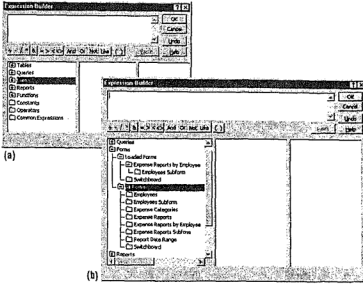 Expression Builder
OK
Cancel
Undo
Help
+ - / * & = > < <> And Or Not Like ( )
Tables
Queries
Reports
Functions
Constants
Operators
Common Expressions
(a)
Expression Builder
OK
Cancel
Undo
Help
+ - / * & = > < <> And Or Not Like ( )
Queries
Forms
Loaded Forms
Expense Reports by Employee
Employees Subform
Switchboard
All Forms
Employees
Employees Subform
Expense Categories
Expense Reports
Expense Reports by Employee
Expense Reports Subform
Report Date Range
Switchboard
Reports
(b)